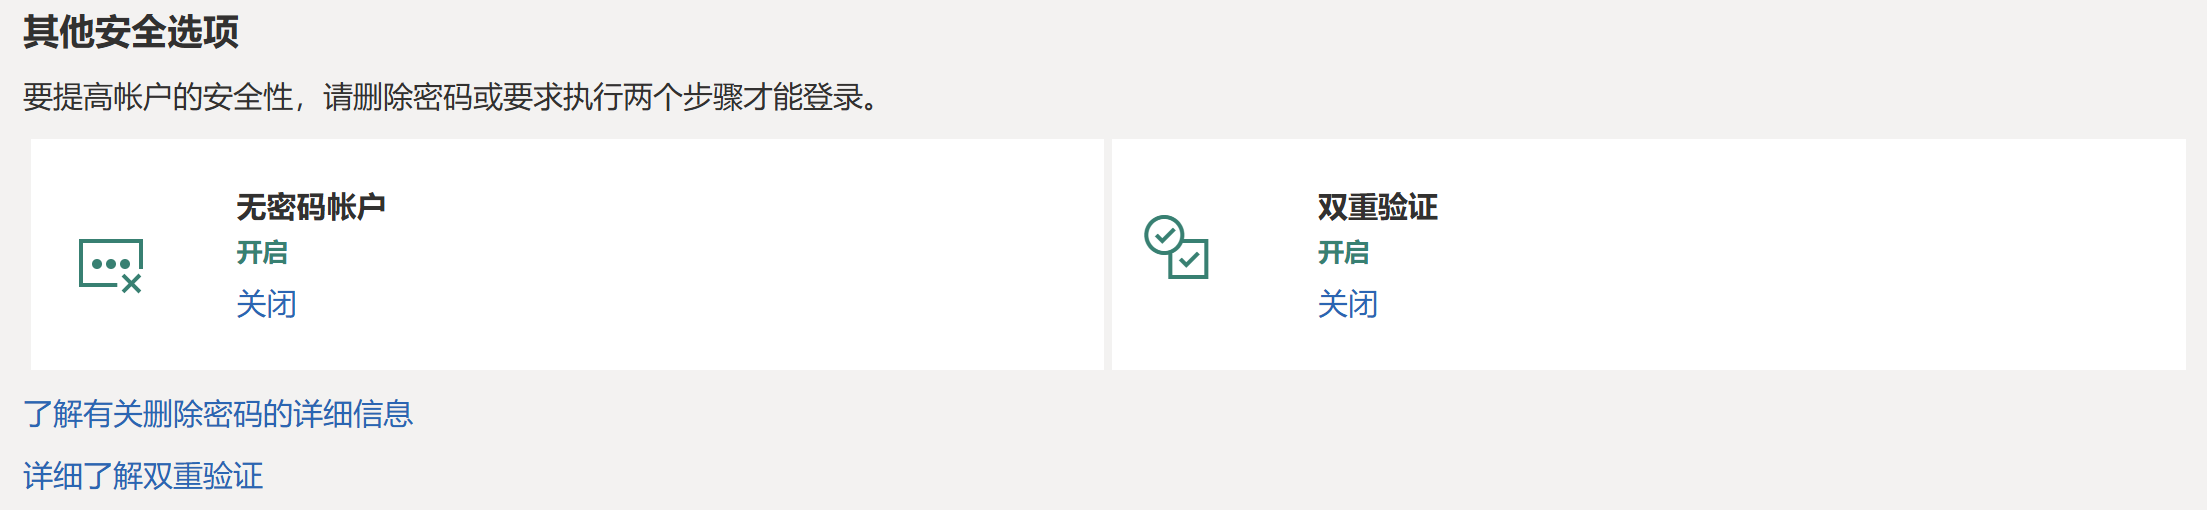 其他安全选项
要提高帐户的安全性，请删除密码或要求执行两个步骤才能登录。
无密码帐户
开启
关闭
双重验证
开启
关闭
了解有关删除密码的详细信息
详细了解双重验证